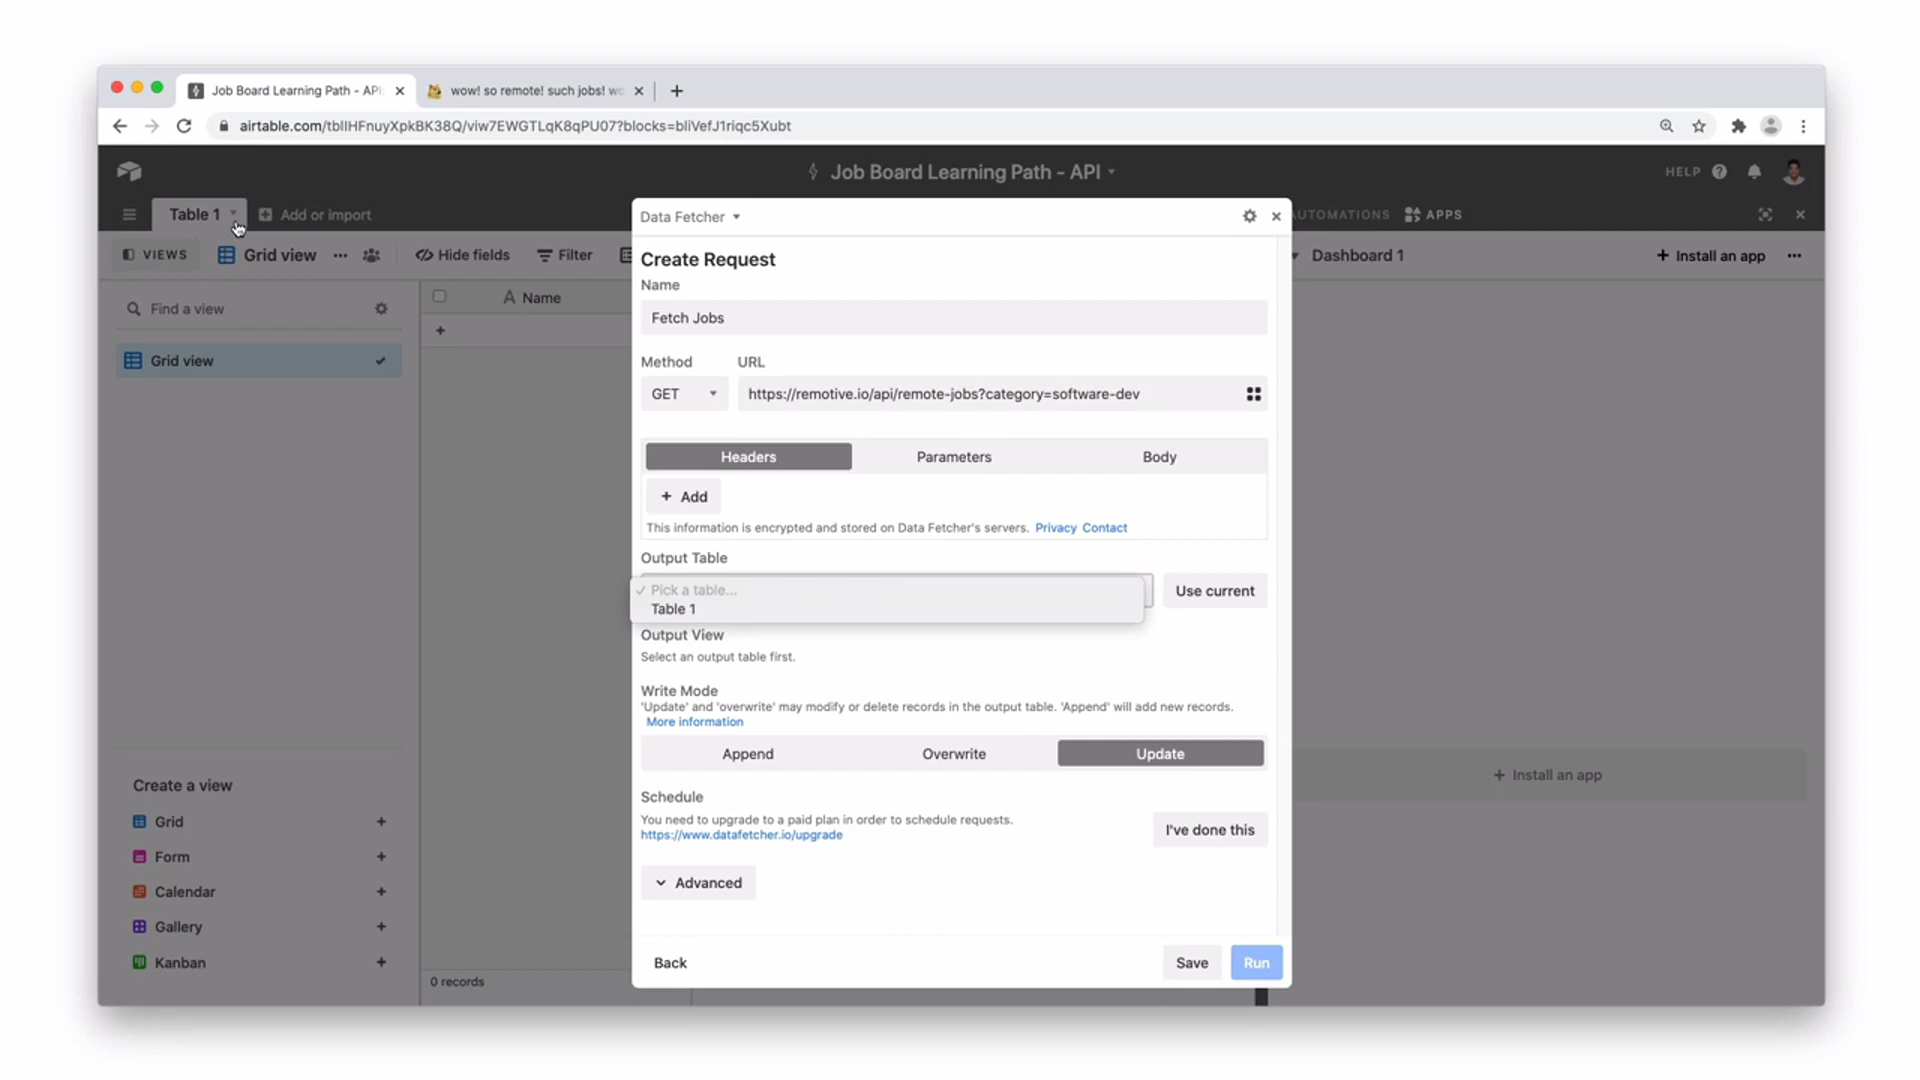 Job Board Learning Path - API
wow! so remote! such jobs! wo
airtable.com/tblIHFnuyXpkBK38Q/viw7EWGTLqK8qPU07?blocks=bliVefJ1riqc5Xubt
Job Board Learning Path - API
HELP
Table 1
Add or import
AUTOMATIONS
APPS
VIEWS
Grid view
Hide fields
Filter
Dashboard 1
+ Install an app
Find a view
Grid view
Name
Create a view
Grid
Form
Calendar
Gallery
Kanban
0 records
Data Fetcher
Create Request
Name
Fetch Jobs
Method
URL
GET
https://remotive.io/api/remote-jobs?category=software-dev
Headers
Parameters
Body
+ Add
This information is encrypted and stored on Data Fetcher's servers. Privacy Contact
Output Table
Pick a table...
Table 1
Use current
Output View
Select an output table first.
Write Mode
'Update' and 'overwrite' may modify or delete records in the output table. 'Append' will add new records.
More information
Append
Overwrite
Update
Schedule
You need to upgrade to a paid plan in order to schedule requests.
https://www.datafetcher.io/upgrade
I've done this
Advanced
Back
Save
Run
+ Install an app